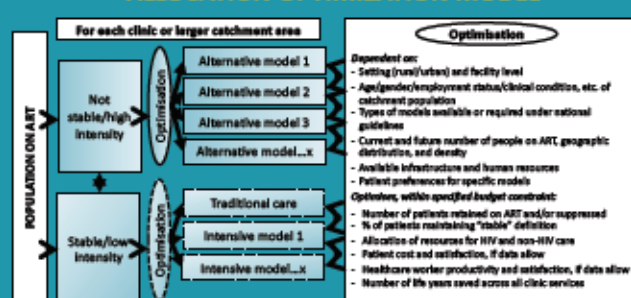 For each clinic or larger catchment area
POPULATION ON ART
Not
stable/high
intensity
Stable/low
intensity
Optimisation
Optimisation
Alternative model 1
Alternative model 2
Alternative model 3
Alternative model...x
Traditional care
Intensive model 1
Intensive model...x
Optimisation
Dependent on:
- Setting (rural/urban) and facility level
- Age/gender/employment status/clinical condition, etc. of
catchment population
- Types of models available or required under national
guidelines
- Current and future number of people on ART, geographic
distribution, and density
- Available infrastructure and human resources
- Patient preferences for specific models
Optimises, within specified budget constraint:
- Number of patients retained on ART and/or suppressed
- % of patients maintaining "stable" definition
- Allocation of resources for HIV and non-HIV care
- Patient cost and satisfaction, if data allow
- Healthcare worker productivity and satisfaction, if data allow
- Number of life years saved across all clinic services